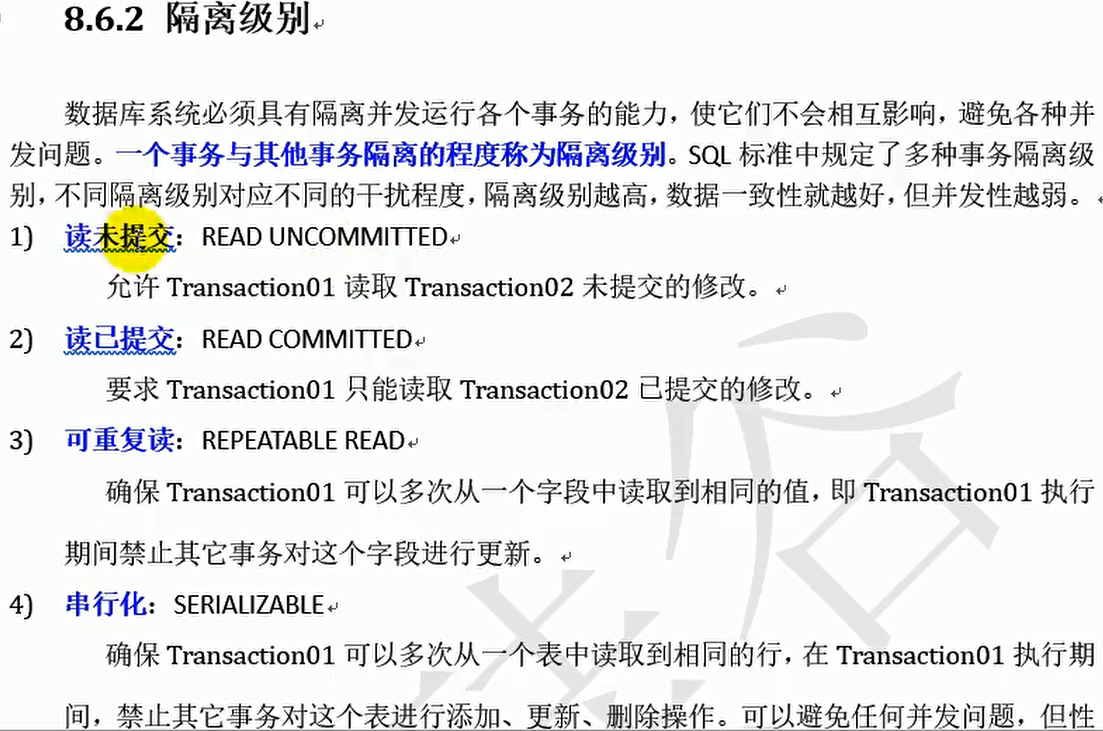 8.6.2 隔离级别
数据库系统必须具有隔离并发运行各个事务的能力，使它们不会相互影响，避免各种并
发问题。一个事务与其他事务隔离的程度称为隔离级别。SQL 标准中规定了多种事务隔离级
别，不同隔离级别对应不同的干扰程度，隔离级别越高，数据一致性就越好，但并发性越弱。
1) 读未提交：READ UNCOMMITTED
允许 Transaction01 读取 Transaction02 未提交的修改。
2) 读已提交：READ COMMITTED
要求 Transaction01 只能读取 Transaction02 已提交的修改。
3) 可重复读：REPEATABLE READ
确保 Transaction01 可以多次从一个字段中读取到相同的值，即 Transaction01 执行
期间禁止其它事务对这个字段进行更新。
4) 串行化：SERIALIZABLE
确保 Transaction01 可以多次从一个表中读取到相同的行，在 Transaction01 执行期
间，禁止其它事务对这个表进行添加、更新、删除操作。可以避免任何并发问题，但性